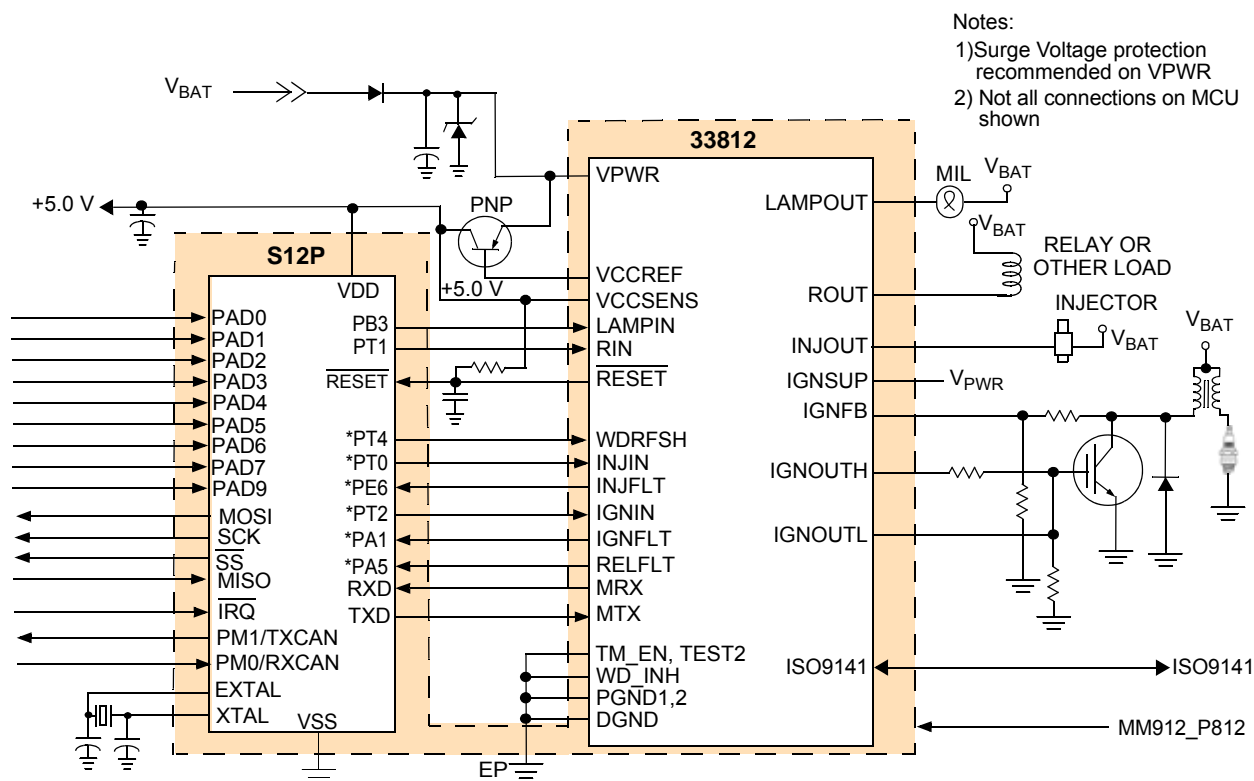 Notes:
1)Surge Voltage protection
recommended on VPWR
2) Not all connections on MCU
shown
VBAT
33812
VPWR
MIL
VBAT
LAMPOUT
+5.0 V
PNP
VBAT
RELAY OR
OTHER LOAD
S12P
VCCREF
VDD
+5.0 V
VCCSENS
ROUT
INJECTOR
PAD0
PB3
LAMPIN
VBAT
PAD1
PT1
RIN
INJOUT
VBAT
PAD2
PAD3
RESET
RESET
IGNSUP
VPWR
PAD4
IGNFB
PAD5
*PT4
WDRFSH
PAD6
*PT0
INJIN
IGNOUTH
PAD7
*PE6
INJFLT
PAD9
*PT2
IGNIN
MOSI
*PA1
IGNFLT
IGNOUTL
SCK
SS
*PA5
RELFLT
MISO
RXD
MRX
IRQ
TXD
MTX
PM1/TXCAN
PM0/RXCAN
TM_EN, TEST2
ISO9141
ISO9141
EXTAL
WD_INH
PGND1,2
XTAL
VSS
DGND
MM912_P812
EP